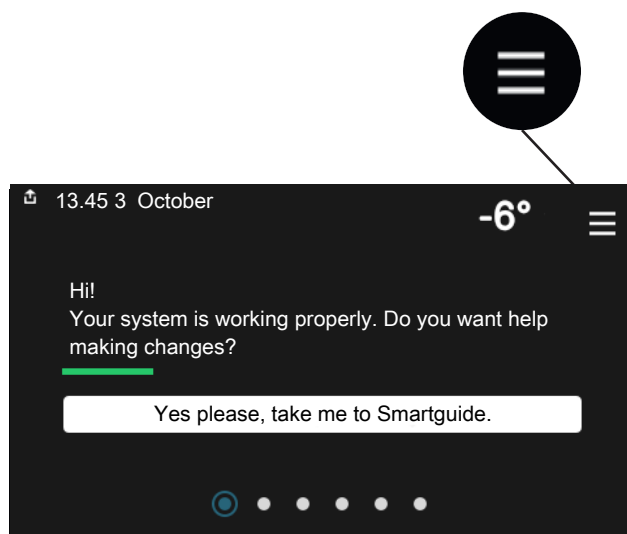 13.45 3 October
-6°
Hi!
Your system is working properly. Do you want help
making changes?
Yes please, take me to Smartguide.